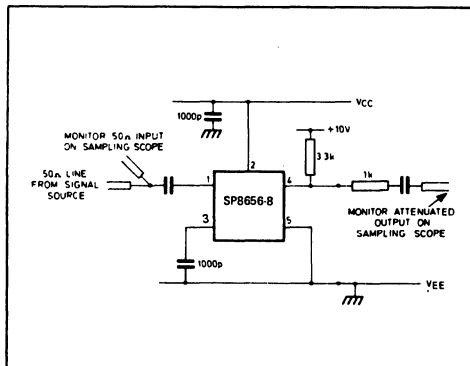 1000p
VCC
MONITOR 50Ω INPUT
ON SAMPLING SCOPE
+10V
3.3k
50Ω LINE
FROM SIGNAL
SOURCE
1
2
SP8656-8
4
1k
3
5
MONITOR ATTENUATED
OUTPUT ON
SAMPLING SCOPE
1000p
VEE